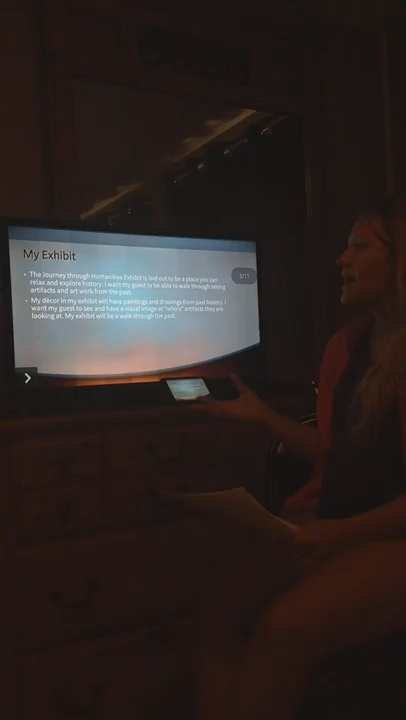 My Exhibit
3/11
• The Journey through Humanities Exhibit is laid out to be a place you can
relax and explore history. I want my guest to be able to walk through seeing
artifacts and art work from the past.
• My décor in my exhibit will have paintings and drawings from past history. I
want my guest to see and have a visual image at "who's" artifacts they are
looking at. My exhibit will be a walk through the past.